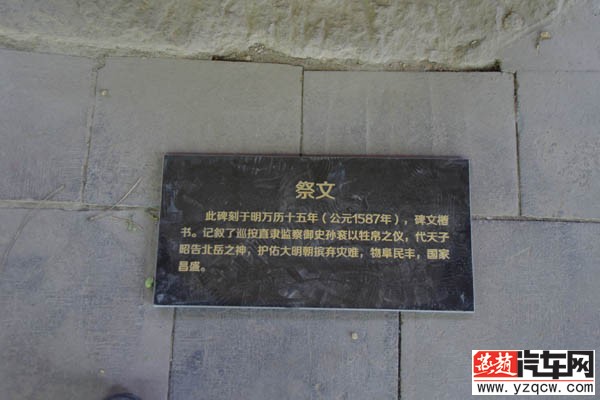 祭文
此碑刻于明万历十五年（公元1587年），碑文楷
书。记叙了巡按直隶监察御史孙衮以牲帛之仪，代天子
昭告北岳之神，护佑大明朝摈弃灾难，物阜民丰，国家
昌盛。
燕赵汽车网
www.yzqcw.com